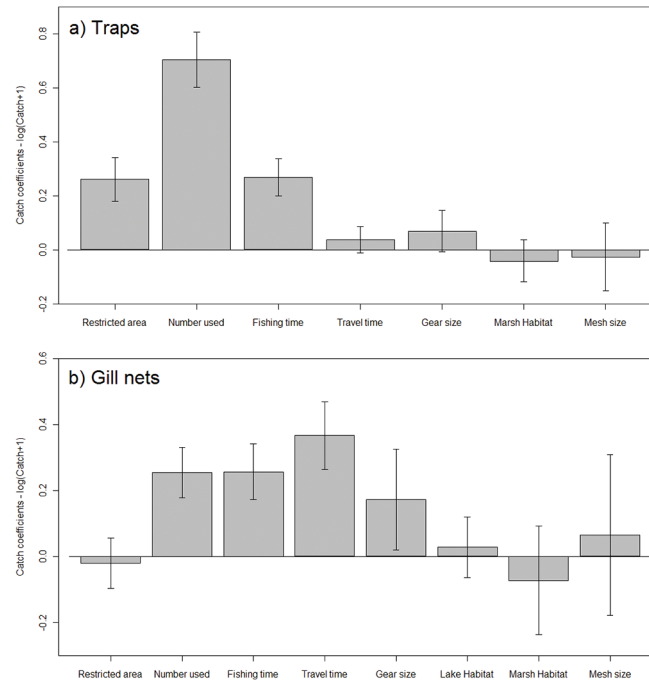 a) Traps
Catch coefficients - log(Catch+1)
0.8
0.6
0.4
0.2
0.0
-0.2
Restricted area Number used Fishing time Travel time Gear size Marsh Habitat Mesh size
b) Gill nets
Catch coefficients - log(Catch+1)
0.6
0.4
0.2
0.0
-0.2
Restricted area Number used Fishing time Travel time Gear size Lake Habitat Marsh Habitat Mesh size